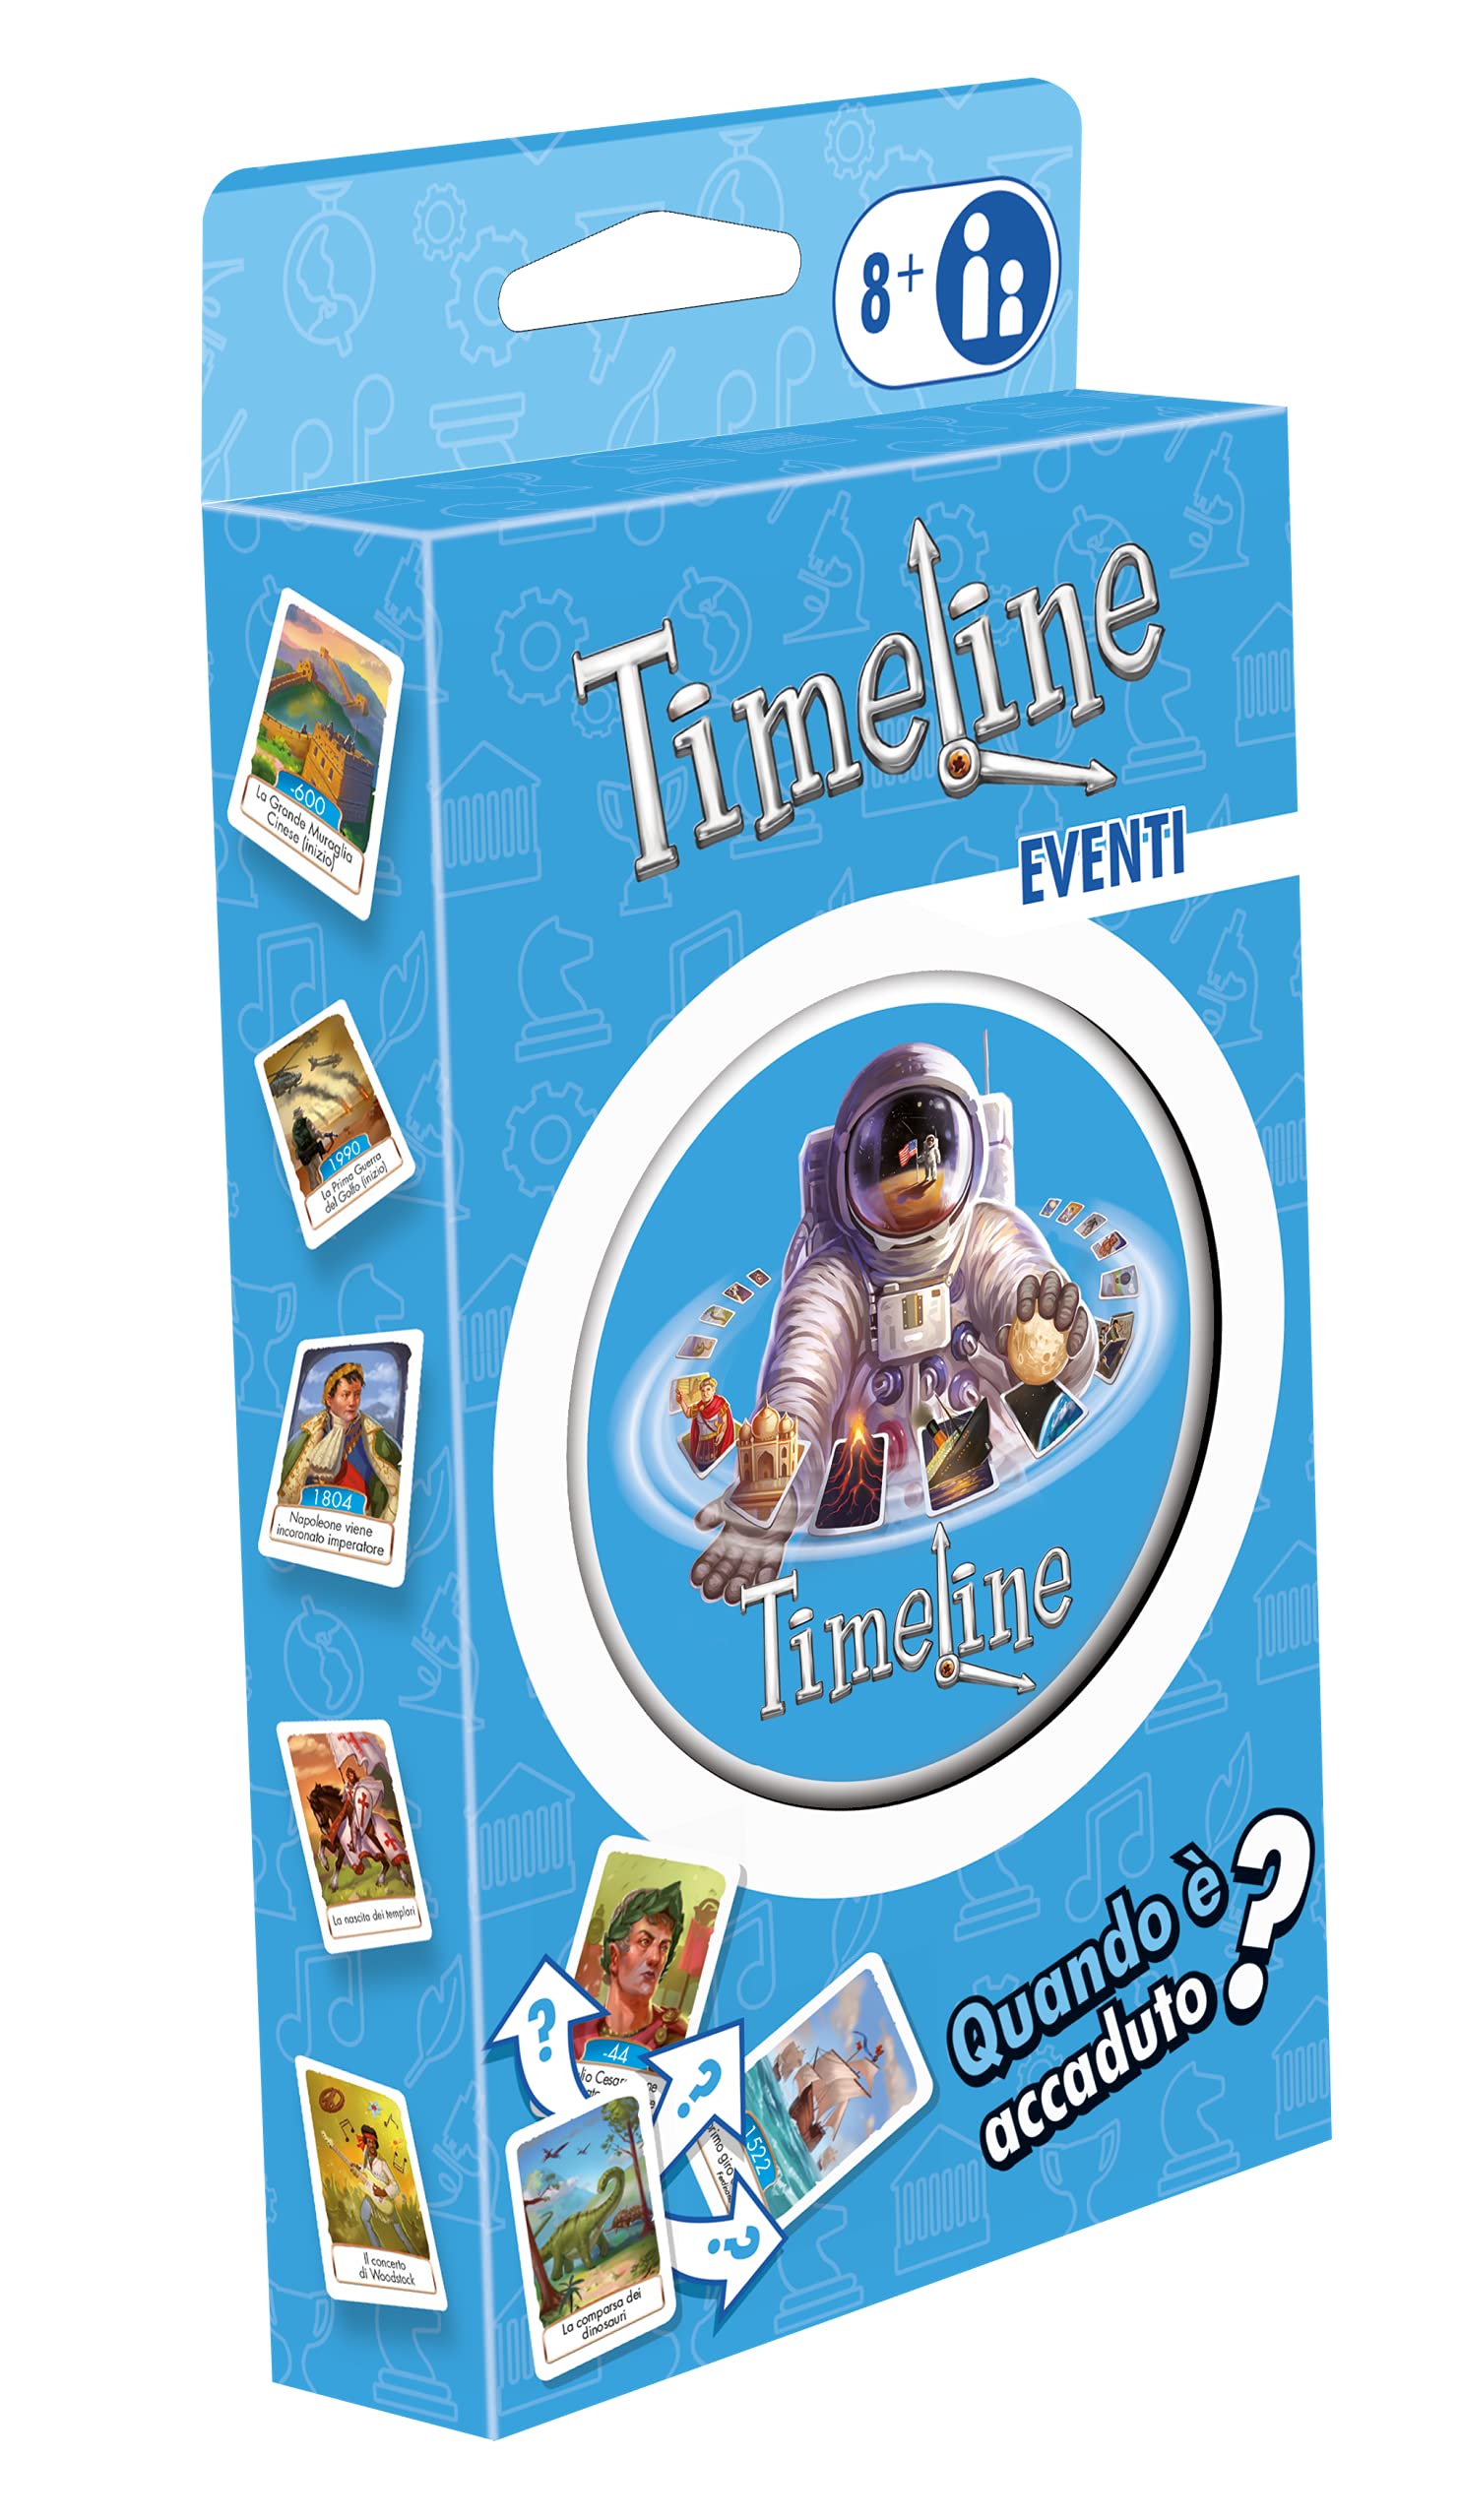 8+
Timeline
EVENTI
Timeline
Quando è
accaduto?
-600
La Grande Muraglia
Cinese (inizio)
1990
La Prima Guerra
del Golfo (inizio)
1804
Napoleone viene
incoronato imperatore
La nascita dei templari
Il concerto
di Woodstock
-44
?
?
?
1522
giro
La comparsa dei
dinosauri